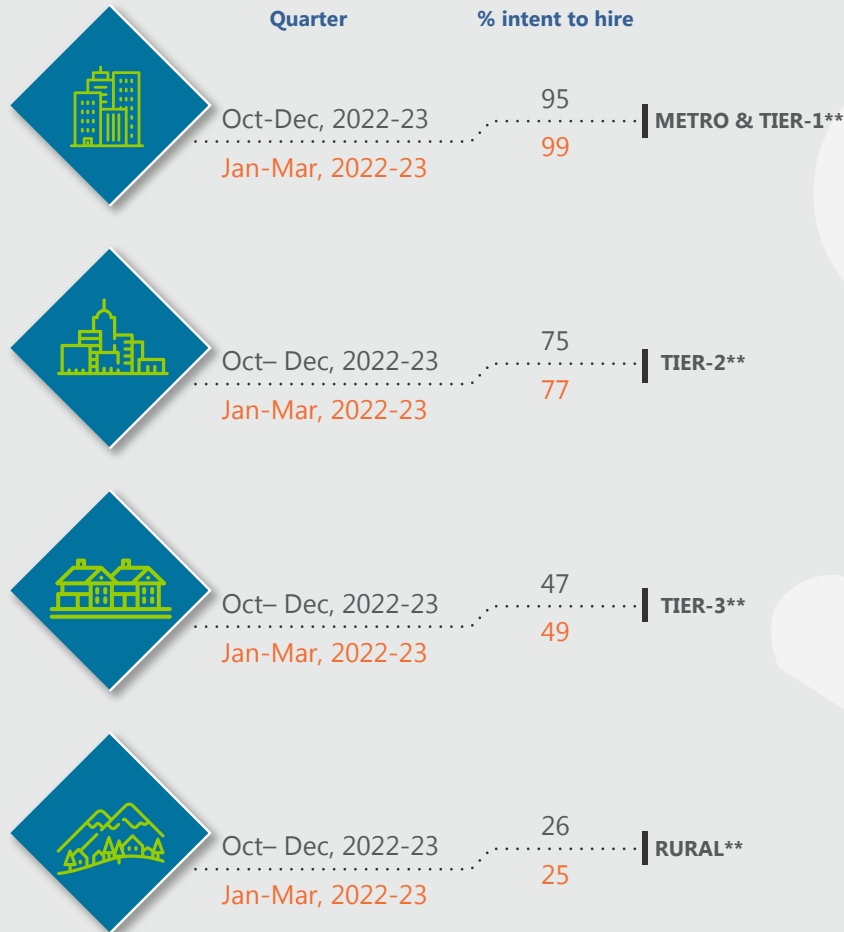 Quarter % intent to hire
Oct-Dec, 2022-23 95
METRO & TIER-1**
Jan-Mar, 2022-23 99
Oct– Dec, 2022-23 75
TIER-2**
Jan-Mar, 2022-23 77
Oct– Dec, 2022-23 47
TIER-3**
Jan-Mar, 2022-23 49
Oct– Dec, 2022-23 26
RURAL**
Jan-Mar, 2022-23 25